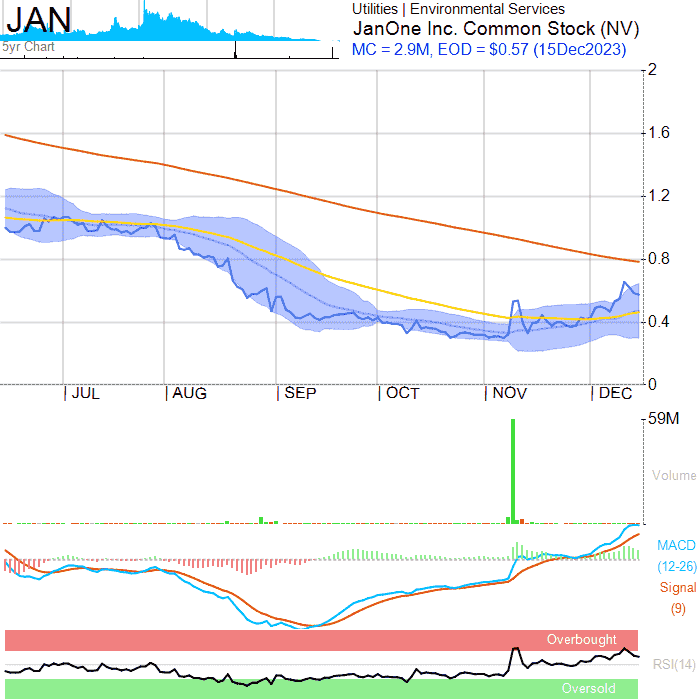 JAN
5yr Chart
Utilities | Environmental Services
JanOne Inc. Common Stock (NV)
MC = 2.9M, EOD = $0.57 (15Dec2023)
2
1.6
1.2
0.8
0.4
0
JUL AUG SEP OCT NOV DEC
59M
Volume
MACD
(12-26)
Signal
(9)
Overbought
RSI(14)
Oversold